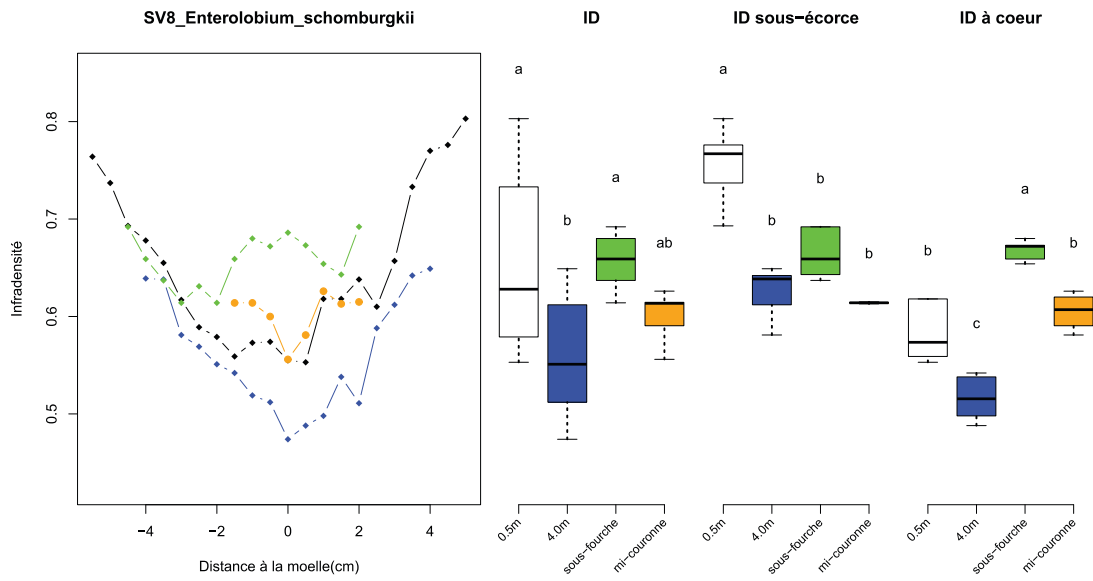 SV8_Enterolobium_schomburgkii
ID
ID sous−écorce
ID à coeur
Infradensité
0.5
0.6
0.7
0.8
−4
−2
0
2
4
Distance à la moelle(cm)
a
b
a
ab
a
b
b
b
b
c
a
b
0.5m
4.0m
sous−fourche
mi−couronne
0.5m
4.0m
sous−fourche
mi−couronne
0.5m
4.0m
sous−fourche
mi−couronne